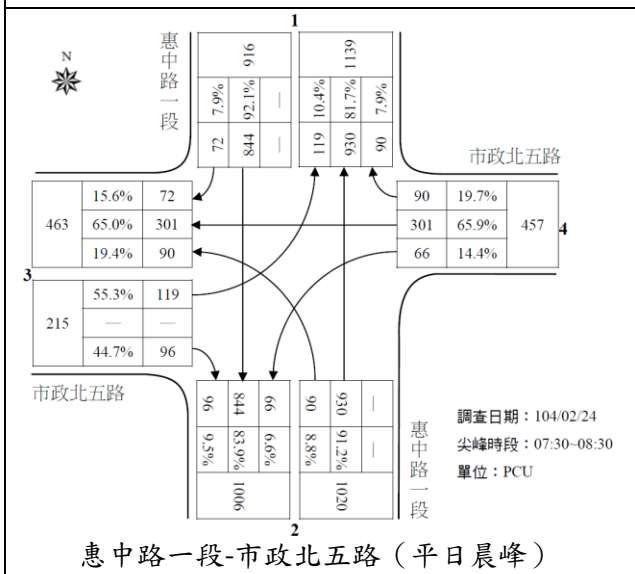 1
N
惠中路一段
916
7.9% 92.1% —
72 844 —
1139
10.4% 81.7% 7.9%
119 930 90
市政北五路
463
15.6% 72
65.0% 301
19.4% 90
90 19.7%
301 65.9%
66 14.4%
457
4
3
215
55.3% 119
— —
44.7% 96
市政北五路
96 844 66
9.5% 83.9% 6.6%
1006
90 930 —
8.8% 91.2% —
1020
惠中路一段
調查日期：104/02/24
尖峰時段：07:30~08:30
單位：PCU
2
惠中路一段-市政北五路（平日晨峰）